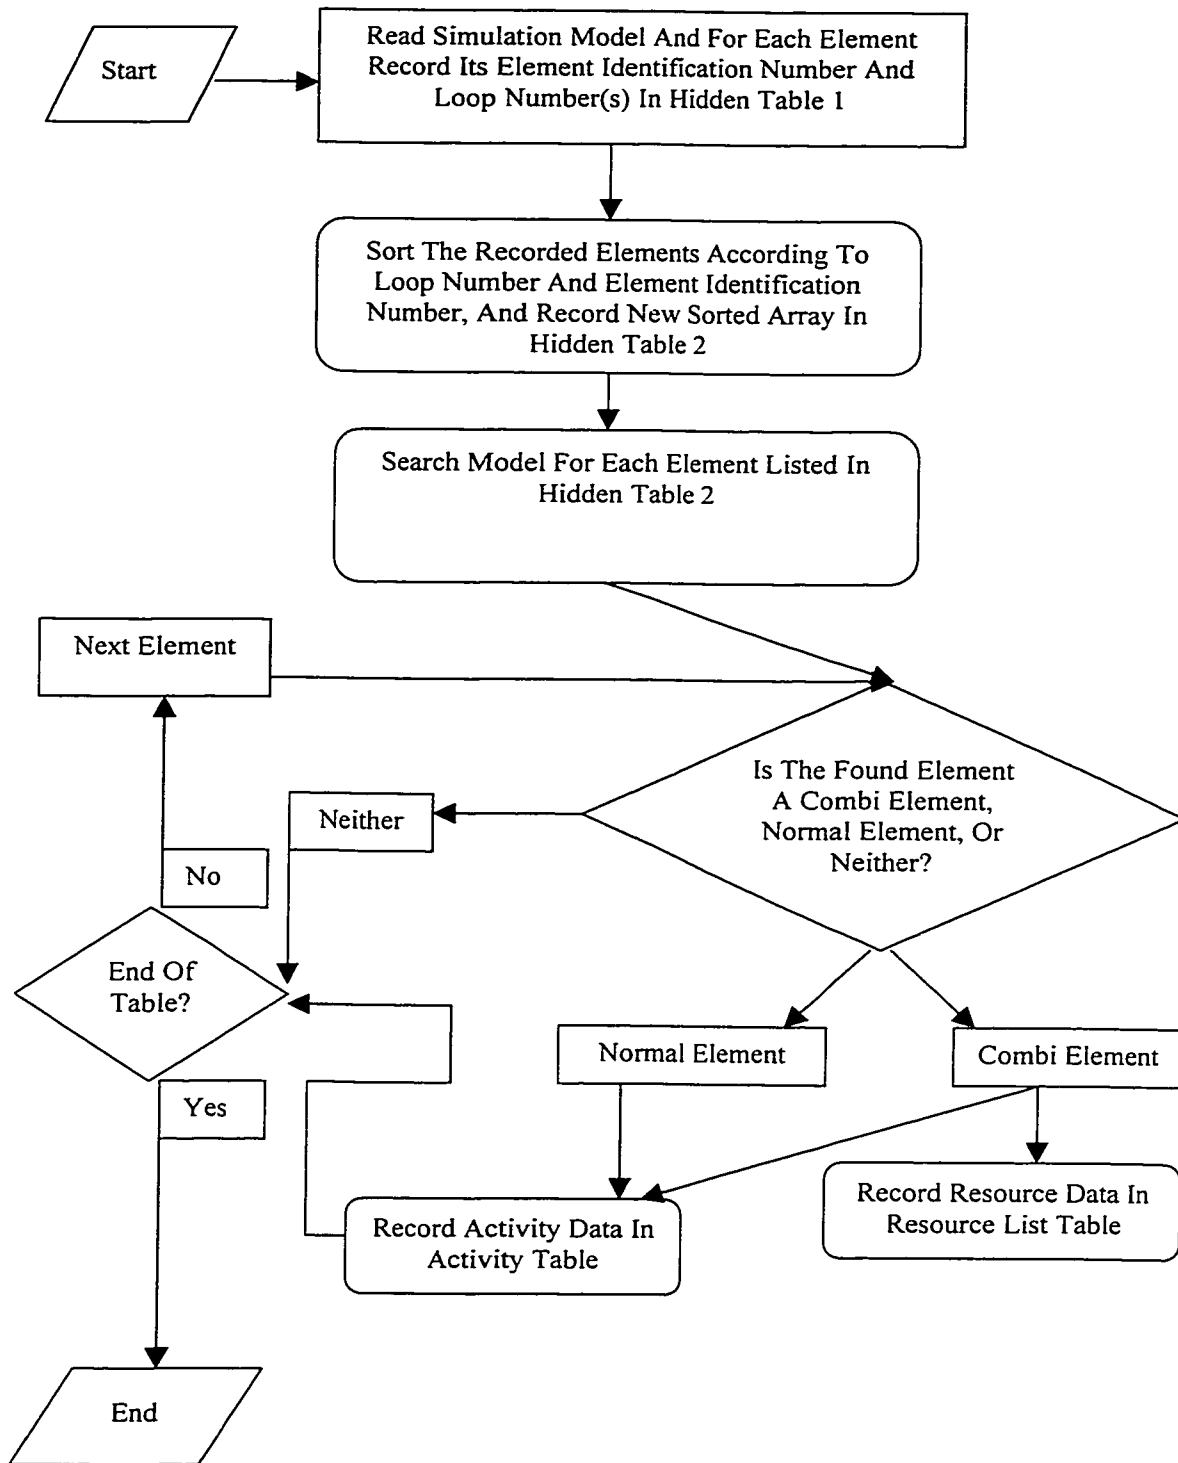 Start
Read Simulation Model And For Each Element
Record Its Element Identification Number And
Loop Number(s) In Hidden Table 1
Sort The Recorded Elements According To
Loop Number And Element Identification
Number, And Record New Sorted Array In
Hidden Table 2
Search Model For Each Element Listed In
Hidden Table 2
Next Element
Is The Found Element
A Combi Element,
Normal Element, Or
Neither?
Neither
No
End Of
Table?
Normal Element
Combi Element
Yes
Record Activity Data In
Activity Table
Record Resource Data In
Resource List Table
End